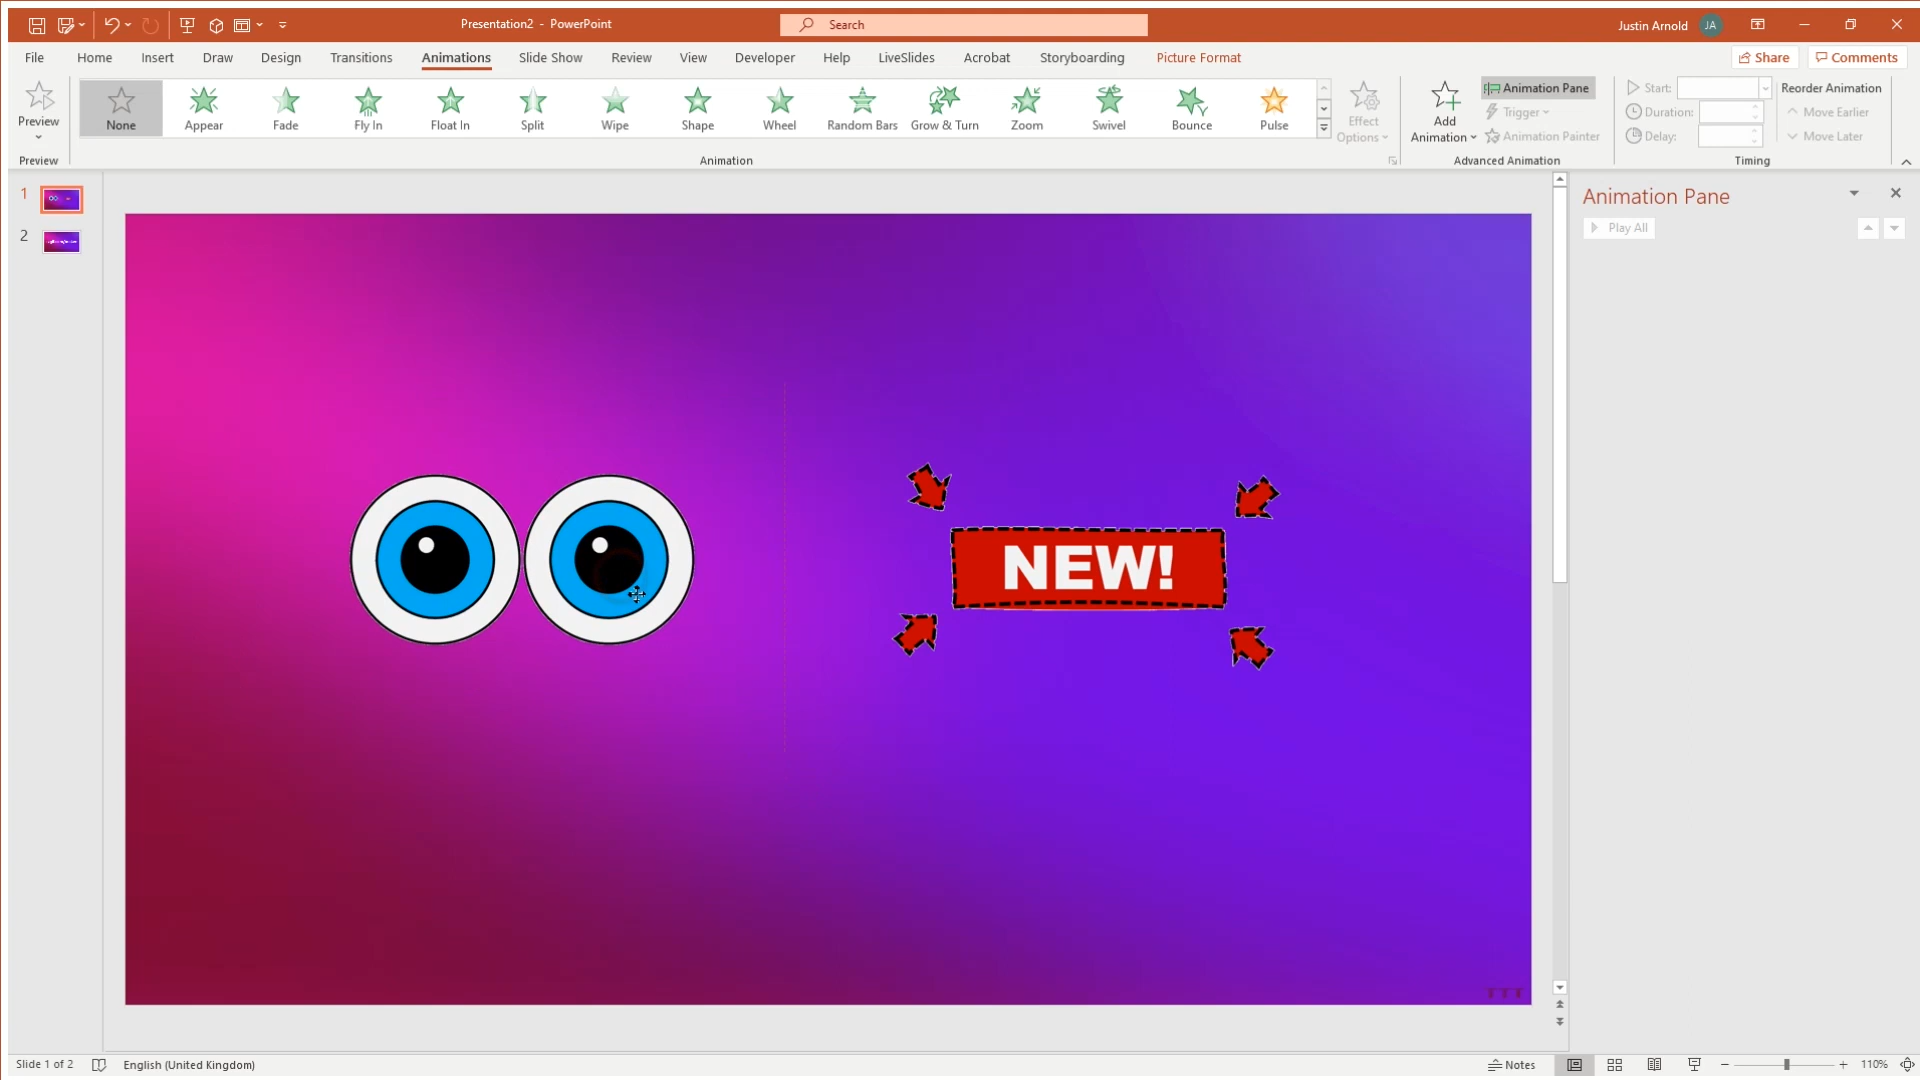 Presentation2 - PowerPoint
Search
Justin Arnold
JA
File Home Insert Draw Design Transitions Animations Slide Show Review View Developer Help LiveSlides Acrobat Storyboarding Picture Format
Share Comments
Preview
Preview
None Appear Fade Fly In Float In Split Wipe Shape Wheel Random Bars Grow & Turn Zoom Swivel Bounce Pulse
Animation
Effect
Options
Add
Animation
Animation Pane
Trigger
Animation Painter
Advanced Animation
Start:
Duration:
Delay:
Reorder Animation
Move Earlier
Move Later
Timing
1
2
NEW!
Animation Pane
Play All
Slide 1 of 2
English (United Kingdom)
Notes
110%